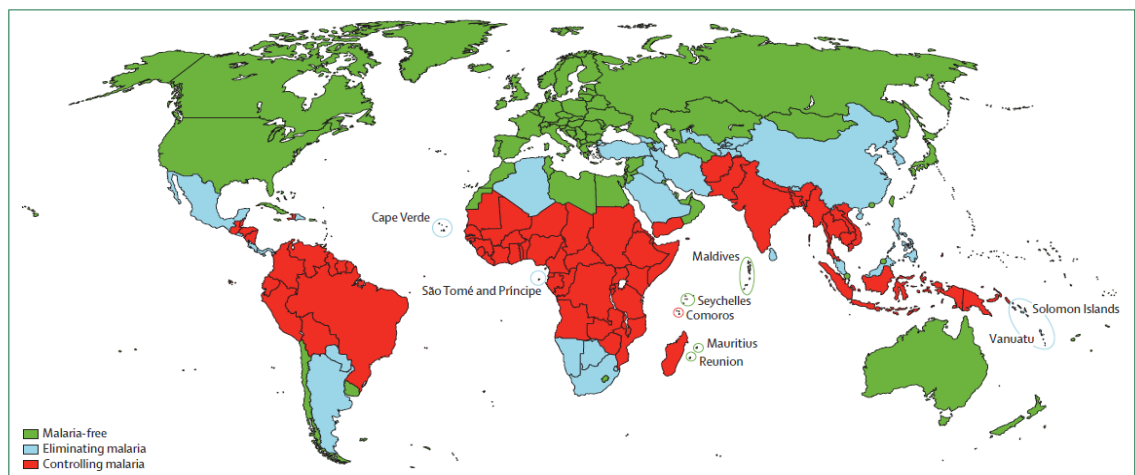 Cape Verde
São Tomé and Principe
Maldives
Seychelles
Comoros
Mauritius
Reunion
Solomon Islands
Vanuatu
Malaria-free
Eliminating malaria
Controlling malaria